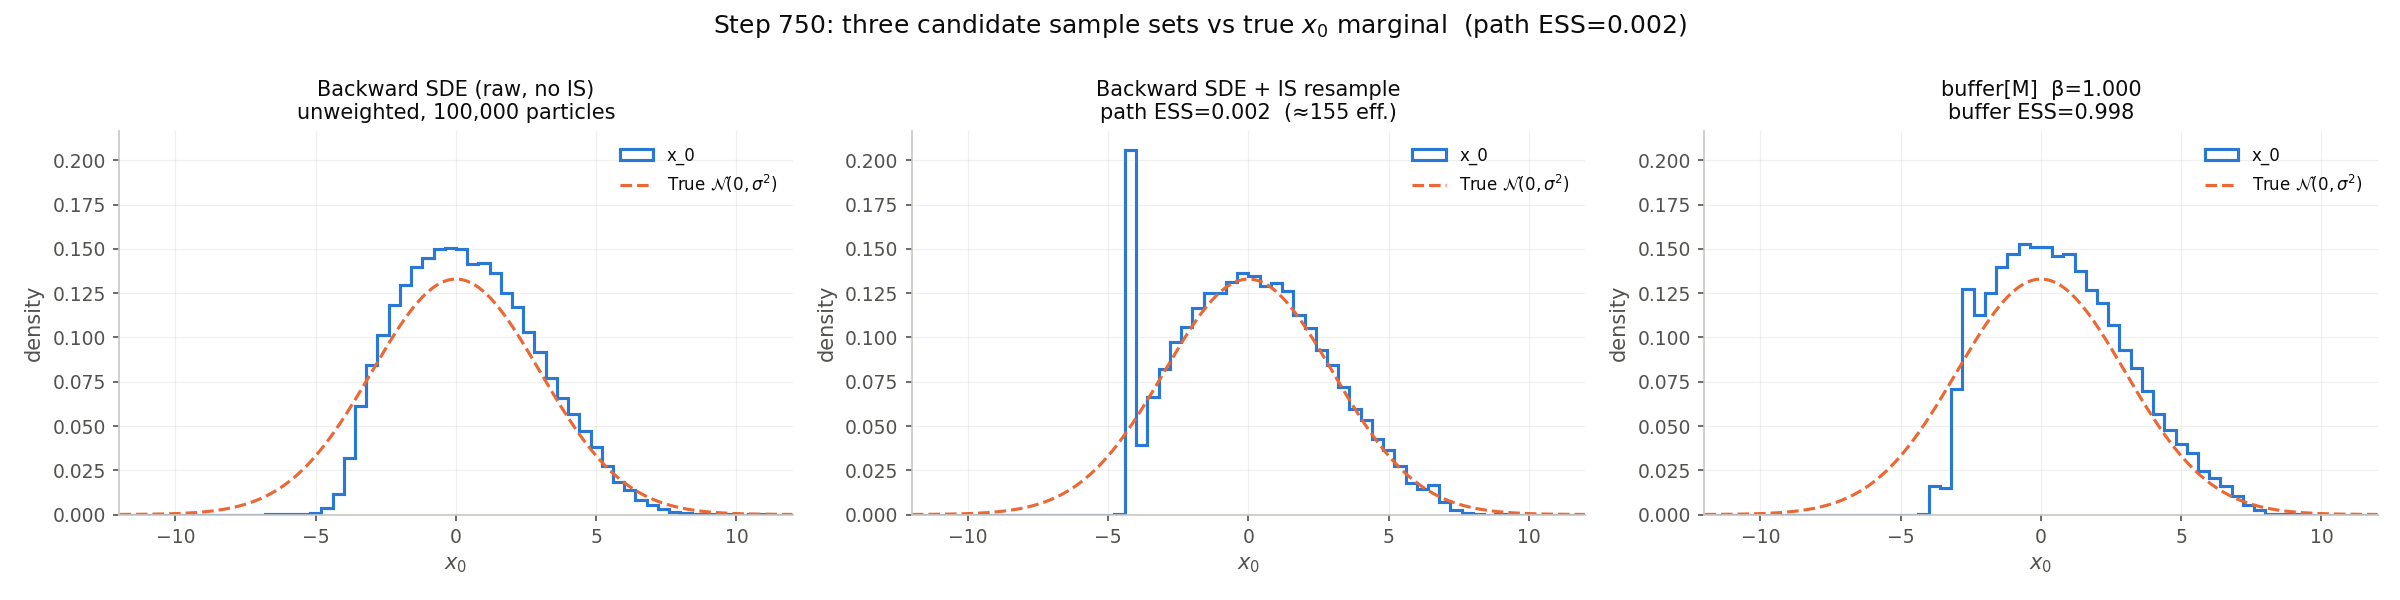 Step 750: three candidate sample sets vs true x₀ marginal (path ESS=0.002)
Backward SDE (raw, no IS)
unweighted, 100,000 particles
x_0
True 𝒩(0, σ²)
0.200
0.175
0.150
0.125
0.100
0.075
0.050
0.025
0.000
density
−10
−5
0
5
10
x₀
Backward SDE + IS resample
path ESS=0.002 (≈155 eff.)
x_0
True 𝒩(0, σ²)
0.200
0.175
0.150
0.125
0.100
0.075
0.050
0.025
0.000
density
−10
−5
0
5
10
x₀
buffer[M] β=1.000
buffer ESS=0.998
x_0
True 𝒩(0, σ²)
0.200
0.175
0.150
0.125
0.100
0.075
0.050
0.025
0.000
density
−10
−5
0
5
10
x₀